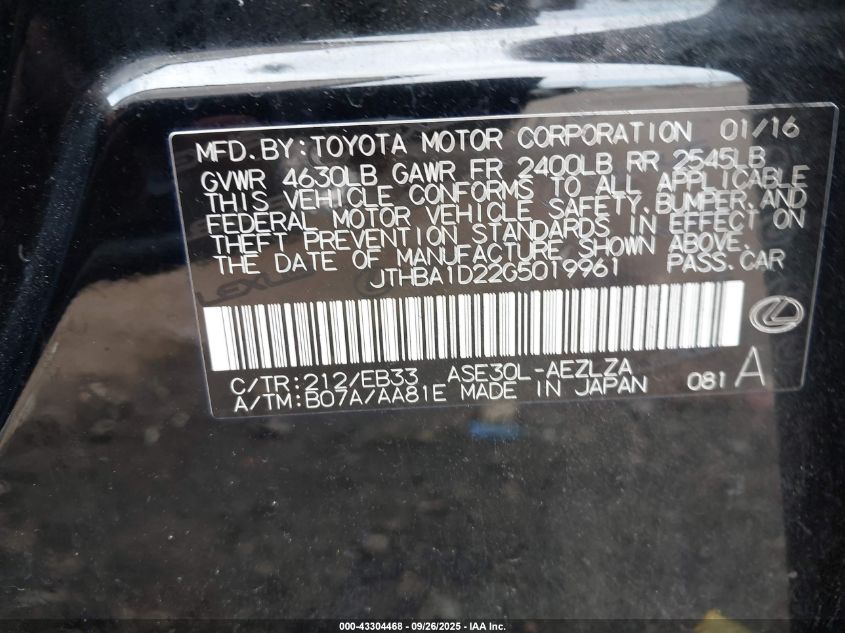 MFD.BY:TOYOTA MOTOR CORPORATION 01/16
GVWR 4630LB GAWR FR 2400LB RR 2545LB
THIS VEHICLE CONFORMS TO ALL APPLICABLE
FEDERAL MOTOR VEHICLE SAFETY,BUMPER,AND
THEFT PREVENTION STANDARDS IN EFFECT ON
THE DATE OF MANUFACTURE SHOWN ABOVE.
JTHBA1D22G5019961 PASS.CAR
LEXUS
C/TR:212/EB33 ASE30L-AEZLZA
A/TM:B07A/AA81E MADE IN JAPAN 081 A
000-43304468 - 09/26/2025 - IAA Inc.